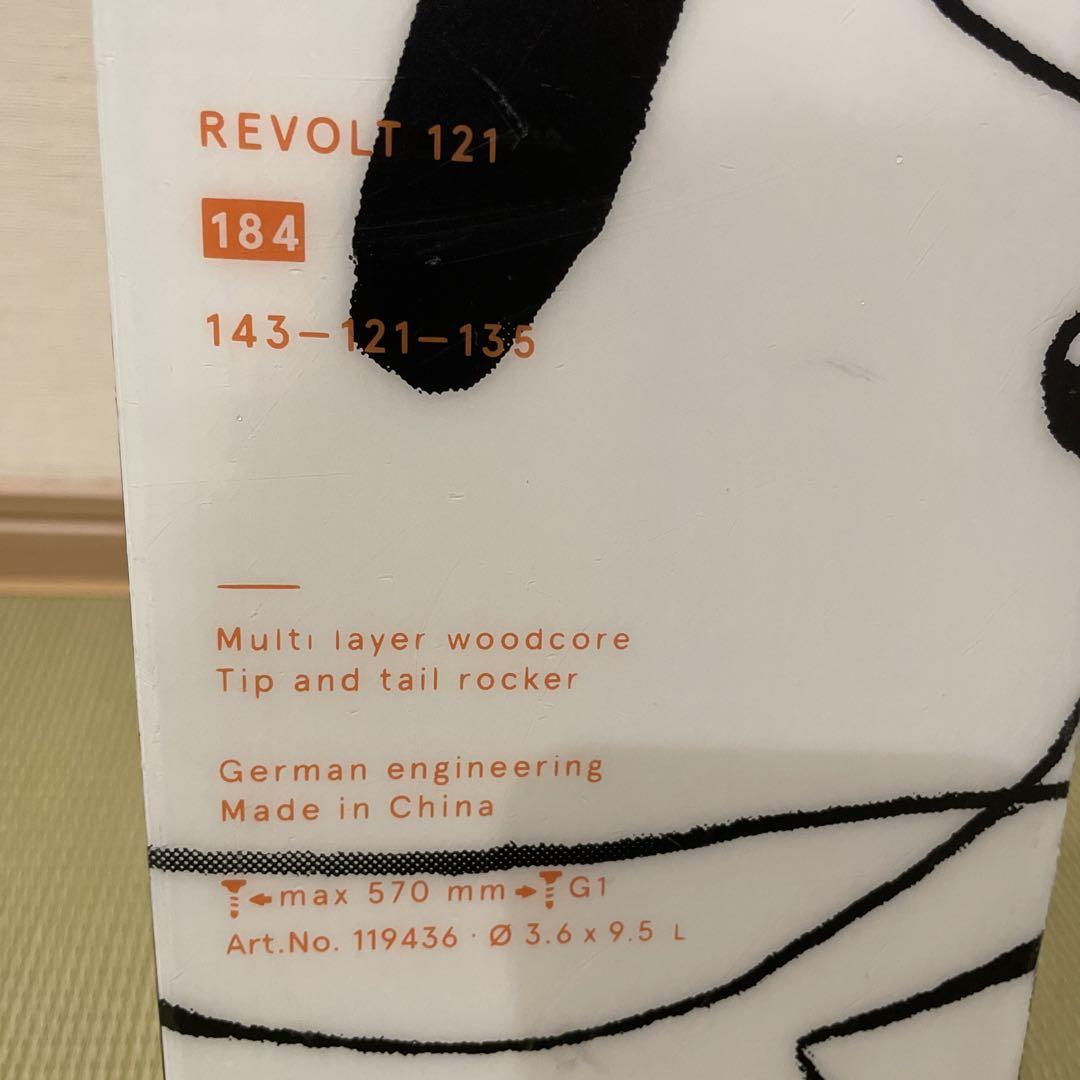 REVOLT 121
184
143–121–135
Multi layer woodcore
Tip and tail rocker
German engineering
Made in China
max 570 mm G1
Art.No. 119436 · Ø 3.6 x 9.5 L